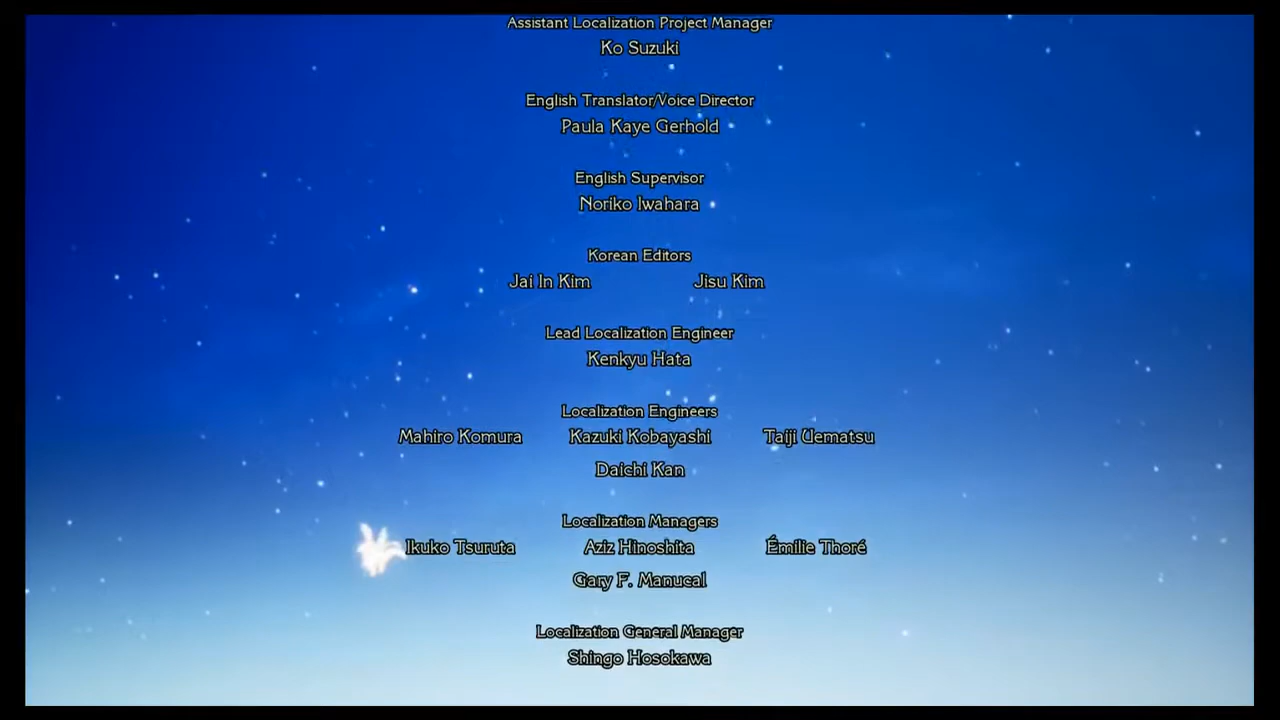 Assistant Localization Project Manager
Ko Suzuki
English Translator/Voice Director
Paula Kaye Gerhold
English Supervisor
Noriko Iwahara
Korean Editors
Jai In Kim Jisu Kim
Lead Localization Engineer
Kenkyu Hata
Localization Engineers
Mahiro Komura Kazuki Kobayashi Taiji Uematsu
Daichi Kan
Localization Managers
Ikuko Tsuruta Aziz Hinoshita Émilie Thoré
Gary F. Manucal
Localization General Manager
Shingo Hosokawa